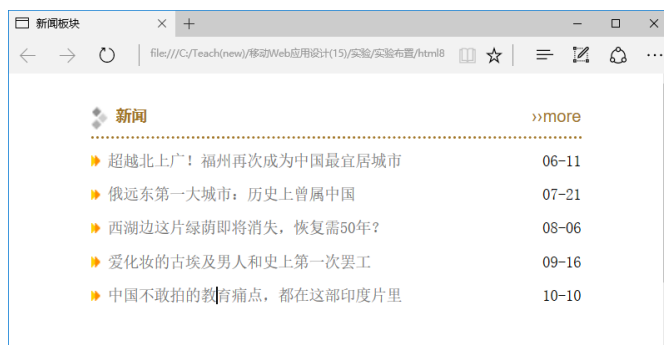 新闻板块
file:///C:/Teach(new)/移动Web应用设计(15)/实验/实验布置/html8
新闻 ››more
超越北上广！福州再次成为中国最宜居城市 06-11
俄远东第一大城市：历史上曾属中国 07-21
西湖边这片绿荫即将消失，恢复需50年？ 08-06
爱化妆的古埃及男人和史上第一次罢工 09-16
中国不敢拍的教育痛点，都在这部印度片里 10-10